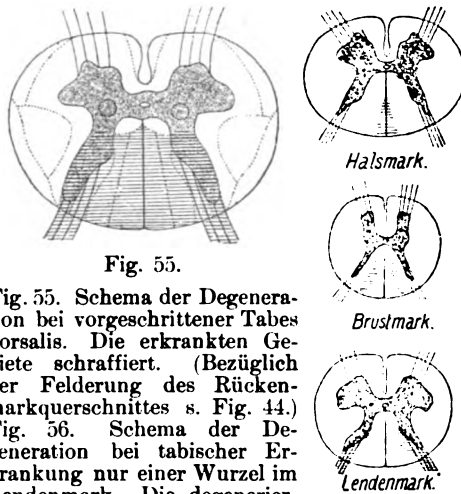 Fig. 55.
Fig. 55. Schema der Degenera-
on bei vorgeschrittener Tabes
orsalis. Die erkrankten Ge-
iete schraffiert. (Bezüglich
er Felderung des Rücken-
markquerschnittes s. Fig. 44.)
Fig. 56. Schema der De-
eneration bei tabischer Er-
rankung nur einer Wurzel im
endenmark. Die degenerier-
Halsmark.
Brustmark.
Lendenmark.